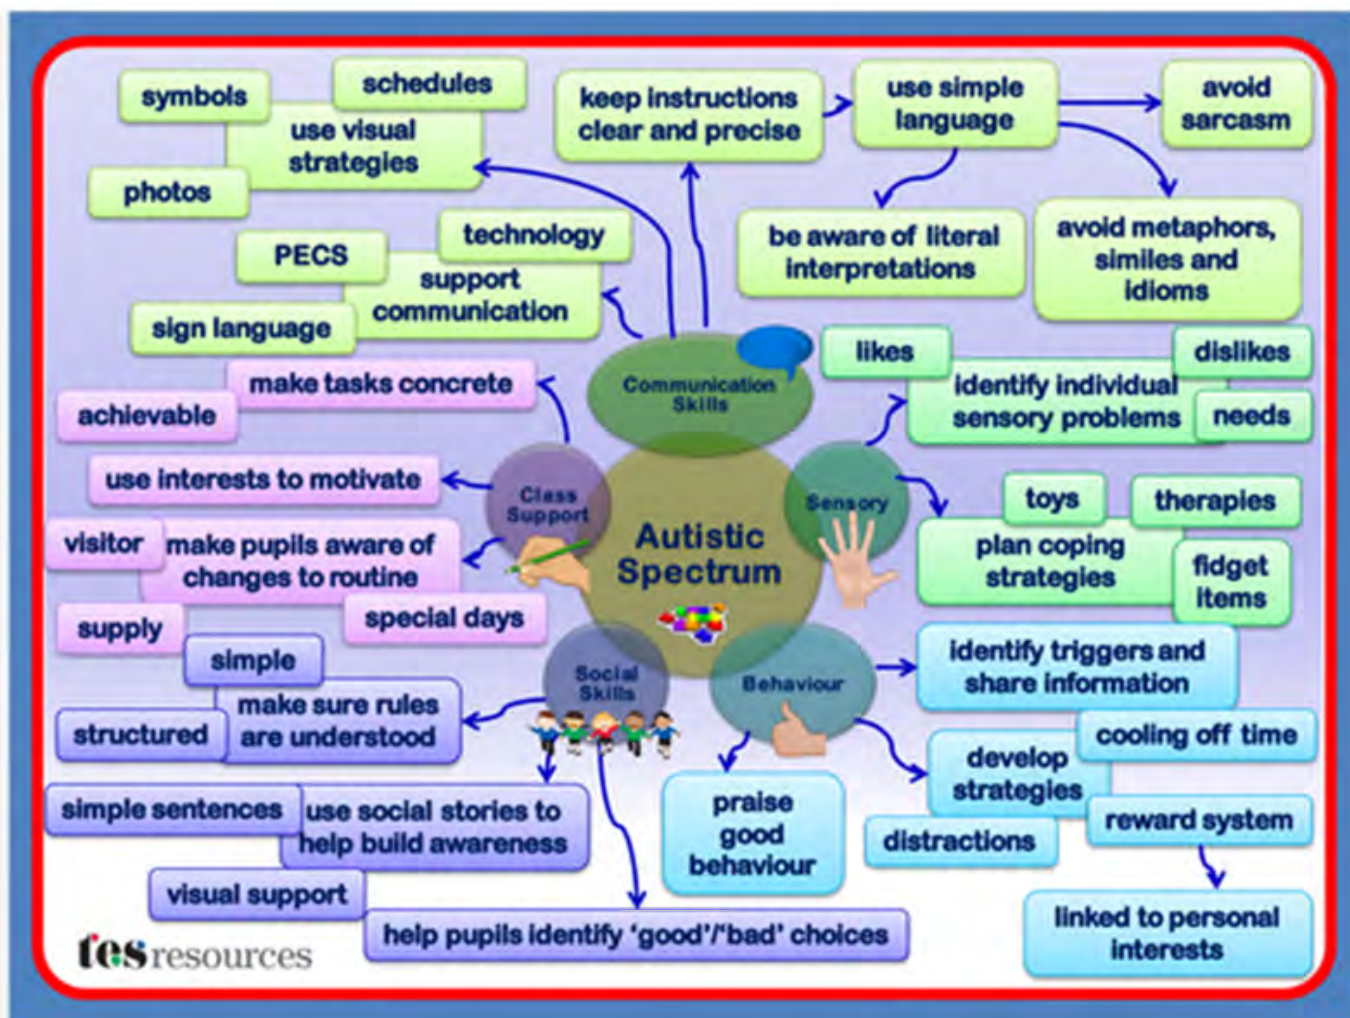 symbols
schedules
use visual
strategies
photos
keep instructions
clear and precise
use simple
language
avoid
sarcasm
be aware of literal
interpretations
avoid metaphors,
similes and
idioms
PECS
technology
support
communication
sign language
Communication
Skills
make tasks concrete
achievable
use interests to motivate
visitor
make pupils aware of
changes to routine
supply
special days
Class
Support
Autistic
Spectrum
Sensory
likes
dislikes
identify individual
sensory problems
needs
toys
therapies
plan coping
strategies
fidget
items
simple
make sure rules
are understood
structured
Social
Skills
simple sentences
use social stories to
help build awareness
visual support
help pupils identify ‘good’/‘bad’ choices
Behaviour
identify triggers and
share information
cooling off time
develop
strategies
reward system
distractions
praise
good
behaviour
linked to personal
interests
tes resources